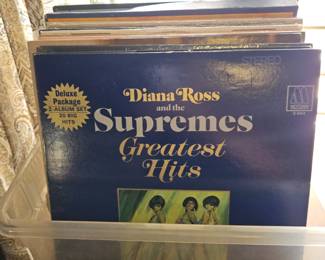 STEREO
Deluxe
Package
2-ALBUM SET
20 BIG
HITS
Diana Ross
and the
Supremes
Greatest
Hits